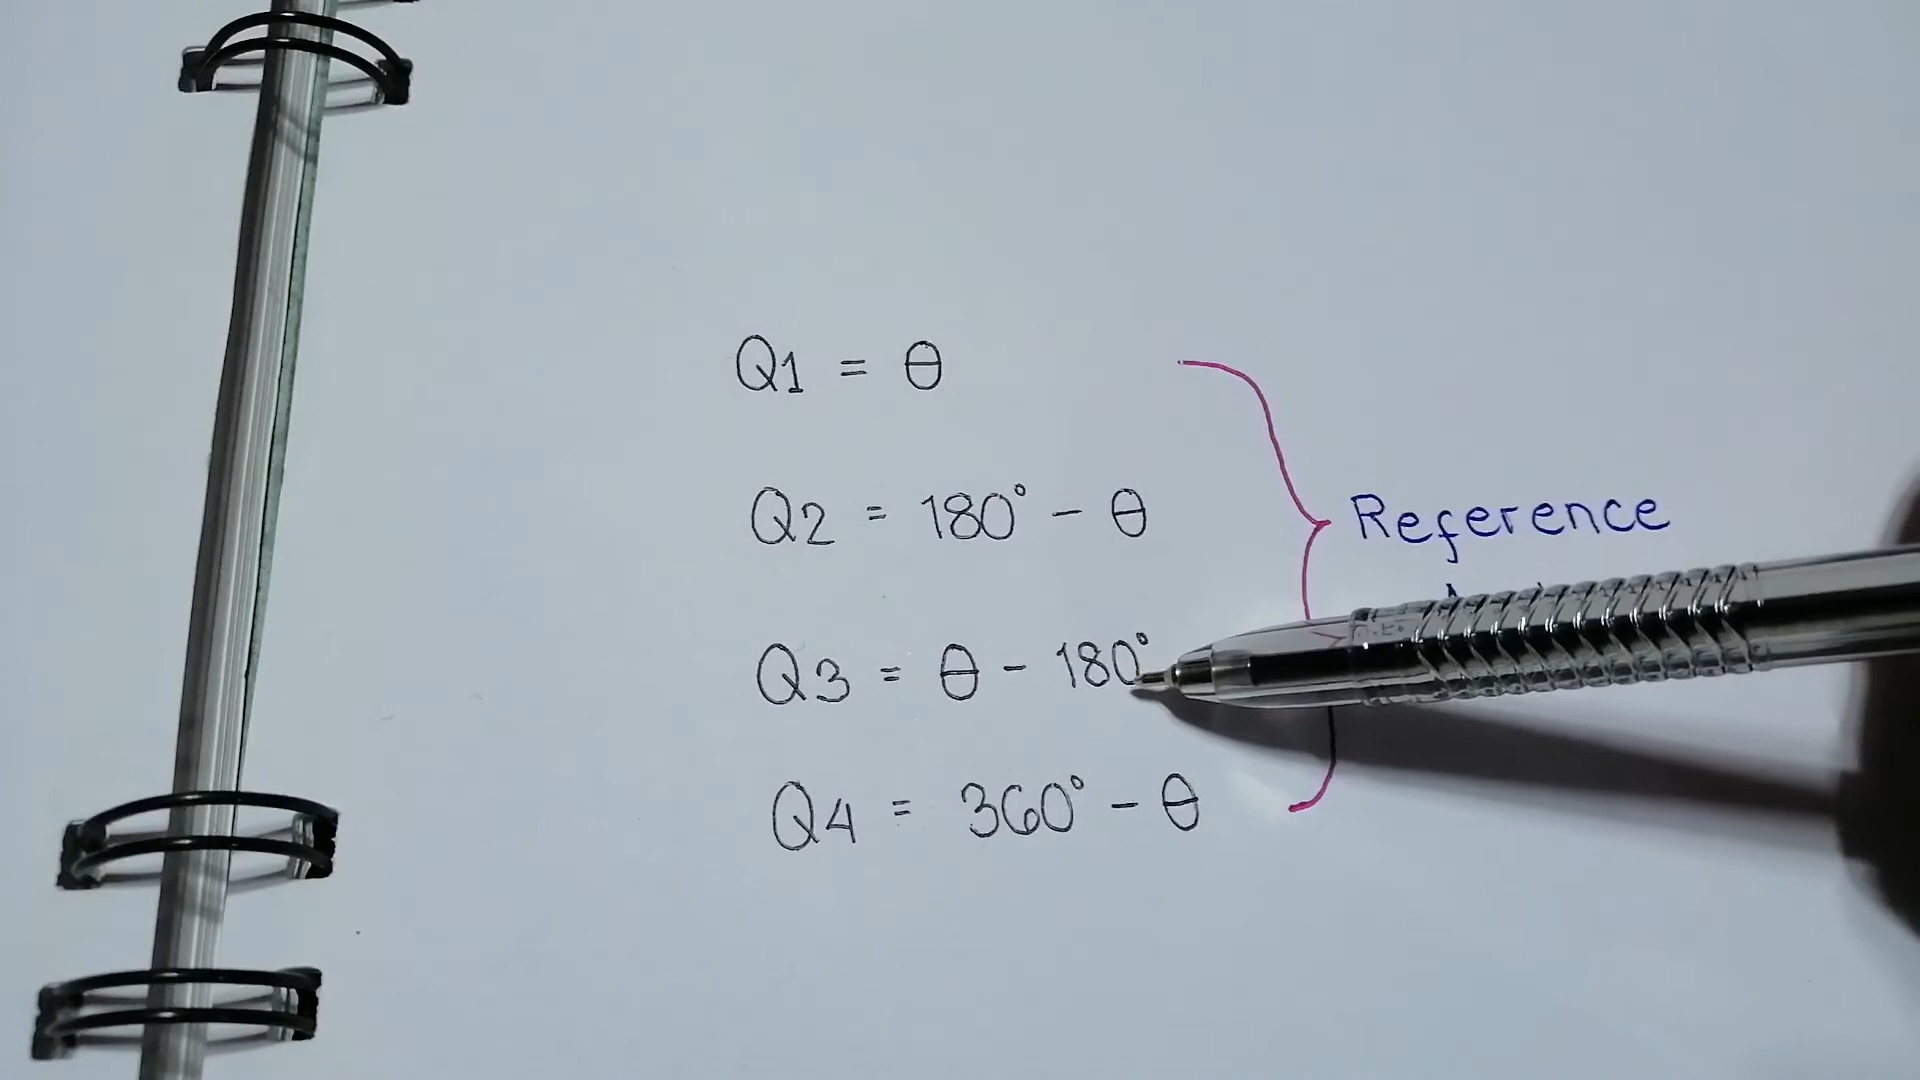 Q1 = θ
Q2 = 180° - θ
Reference
Q3 = θ - 180°
Q4 = 360° - θ